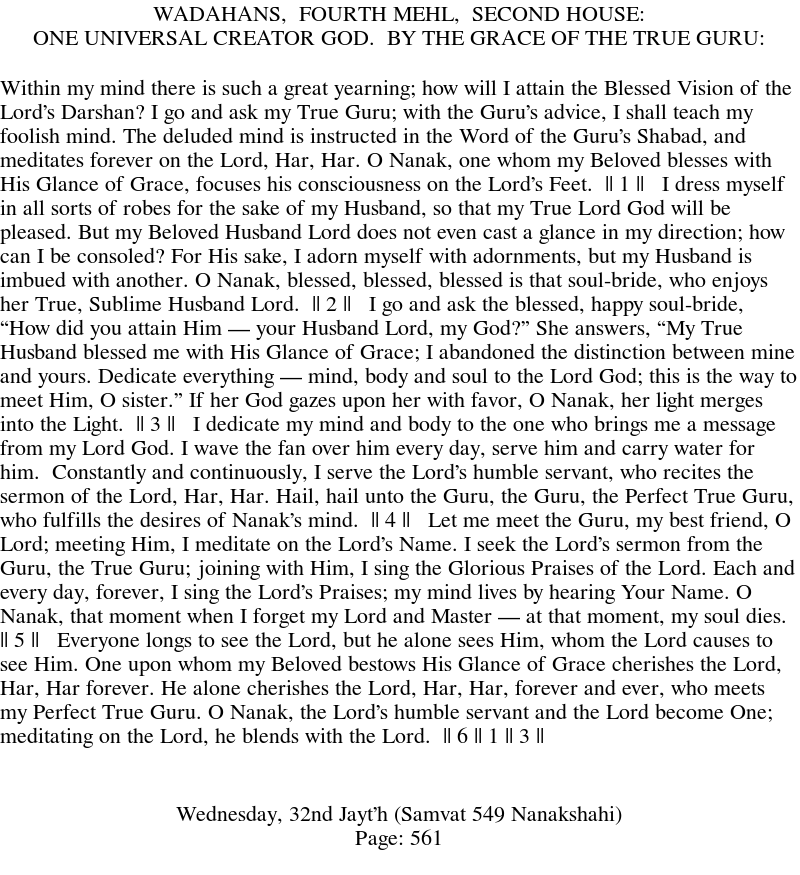 WADAHANS,  FOURTH MEHL,  SECOND HOUSE:
ONE UNIVERSAL CREATOR GOD.  BY THE GRACE OF THE TRUE GURU:
Within my mind there is such a great yearning; how will I attain the Blessed Vision of the
Lord’s Darshan? I go and ask my True Guru; with the Guru’s advice, I shall teach my
foolish mind. The deluded mind is instructed in the Word of the Guru’s Shabad, and
meditates forever on the Lord, Har, Har. O Nanak, one whom my Beloved blesses with
His Glance of Grace, focuses his consciousness on the Lord’s Feet.  || 1 ||   I dress myself
in all sorts of robes for the sake of my Husband, so that my True Lord God will be
pleased. But my Beloved Husband Lord does not even cast a glance in my direction; how
can I be consoled? For His sake, I adorn myself with adornments, but my Husband is
imbued with another. O Nanak, blessed, blessed, blessed is that soul-bride, who enjoys
her True, Sublime Husband Lord.  || 2 ||   I go and ask the blessed, happy soul-bride,
“How did you attain Him — your Husband Lord, my God?” She answers, “My True
Husband blessed me with His Glance of Grace; I abandoned the distinction between mine
and yours. Dedicate everything — mind, body and soul to the Lord God; this is the way to
meet Him, O sister.” If her God gazes upon her with favor, O Nanak, her light merges
into the Light.  || 3 ||   I dedicate my mind and body to the one who brings me a message
from my Lord God. I wave the fan over him every day, serve him and carry water for
him.  Constantly and continuously, I serve the Lord’s humble servant, who recites the
sermon of the Lord, Har, Har. Hail, hail unto the Guru, the Guru, the Perfect True Guru,
who fulfills the desires of Nanak’s mind.  || 4 ||   Let me meet the Guru, my best friend, O
Lord; meeting Him, I meditate on the Lord’s Name. I seek the Lord’s sermon from the
Guru, the True Guru; joining with Him, I sing the Glorious Praises of the Lord. Each and
every day, forever, I sing the Lord’s Praises; my mind lives by hearing Your Name. O
Nanak, that moment when I forget my Lord and Master — at that moment, my soul dies.
|| 5 ||   Everyone longs to see the Lord, but he alone sees Him, whom the Lord causes to
see Him. One upon whom my Beloved bestows His Glance of Grace cherishes the Lord,
Har, Har forever. He alone cherishes the Lord, Har, Har, forever and ever, who meets
my Perfect True Guru. O Nanak, the Lord’s humble servant and the Lord become One;
meditating on the Lord, he blends with the Lord.  || 6 || 1 || 3 ||
Wednesday, 32nd Jayt’h (Samvat 549 Nanakshahi)
Page: 561